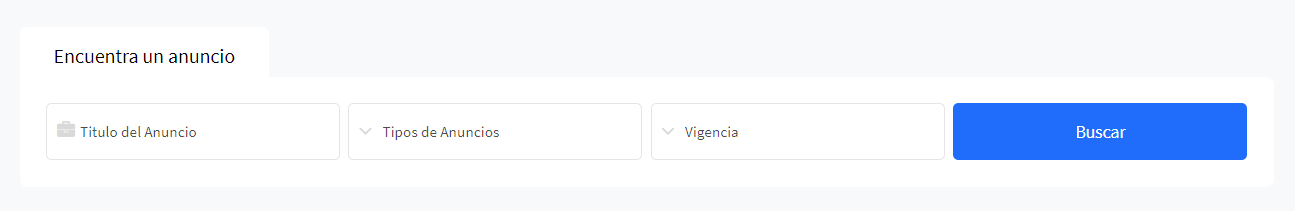 Encuentra un anuncio
Titulo del Anuncio
Tipos de Anuncios
Vigencia
Buscar